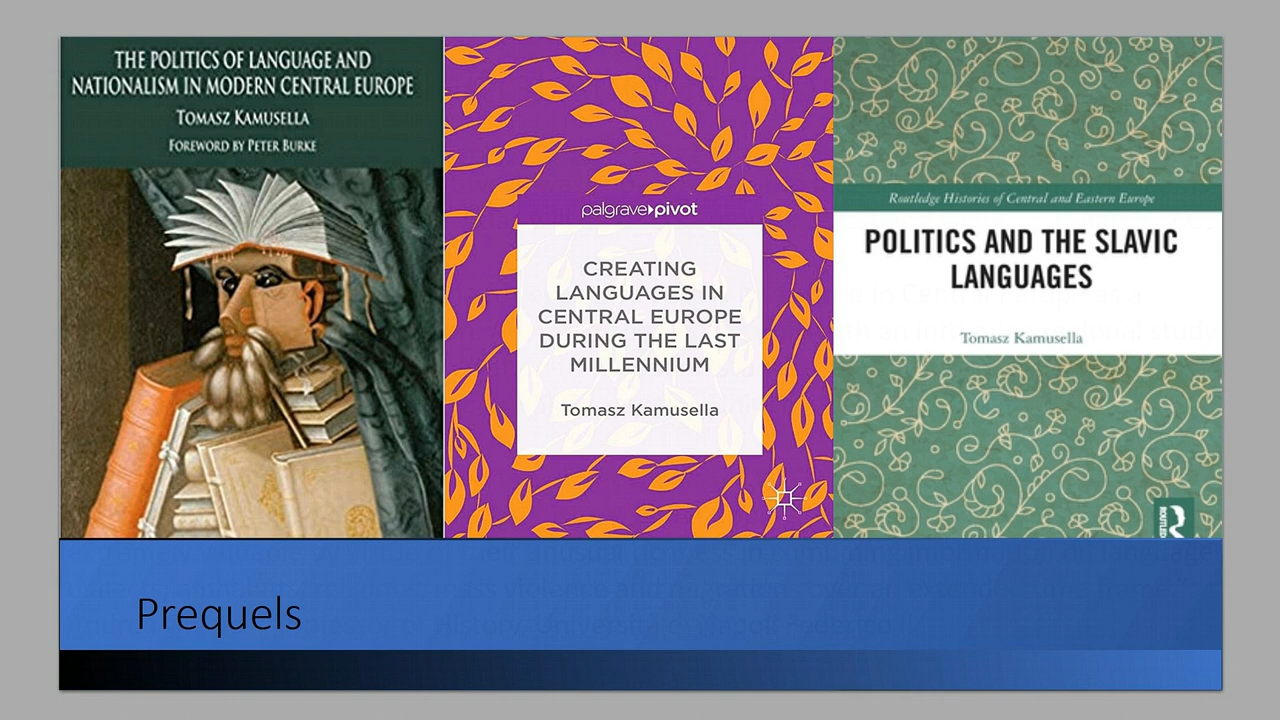 THE POLITICS OF LANGUAGE AND
NATIONALISM IN MODERN CENTRAL EUROPE
TOMASZ KAMUSELLA
FOREWORD BY PETER BURKE
palgrave pivot
CREATING
LANGUAGES IN
CENTRAL EUROPE
DURING THE LAST
MILLENNIUM
Tomasz Kamusella
Routledge Histories of Central and Eastern Europe
POLITICS AND THE SLAVIC
LANGUAGES
Tomasz Kamusella
Prequels